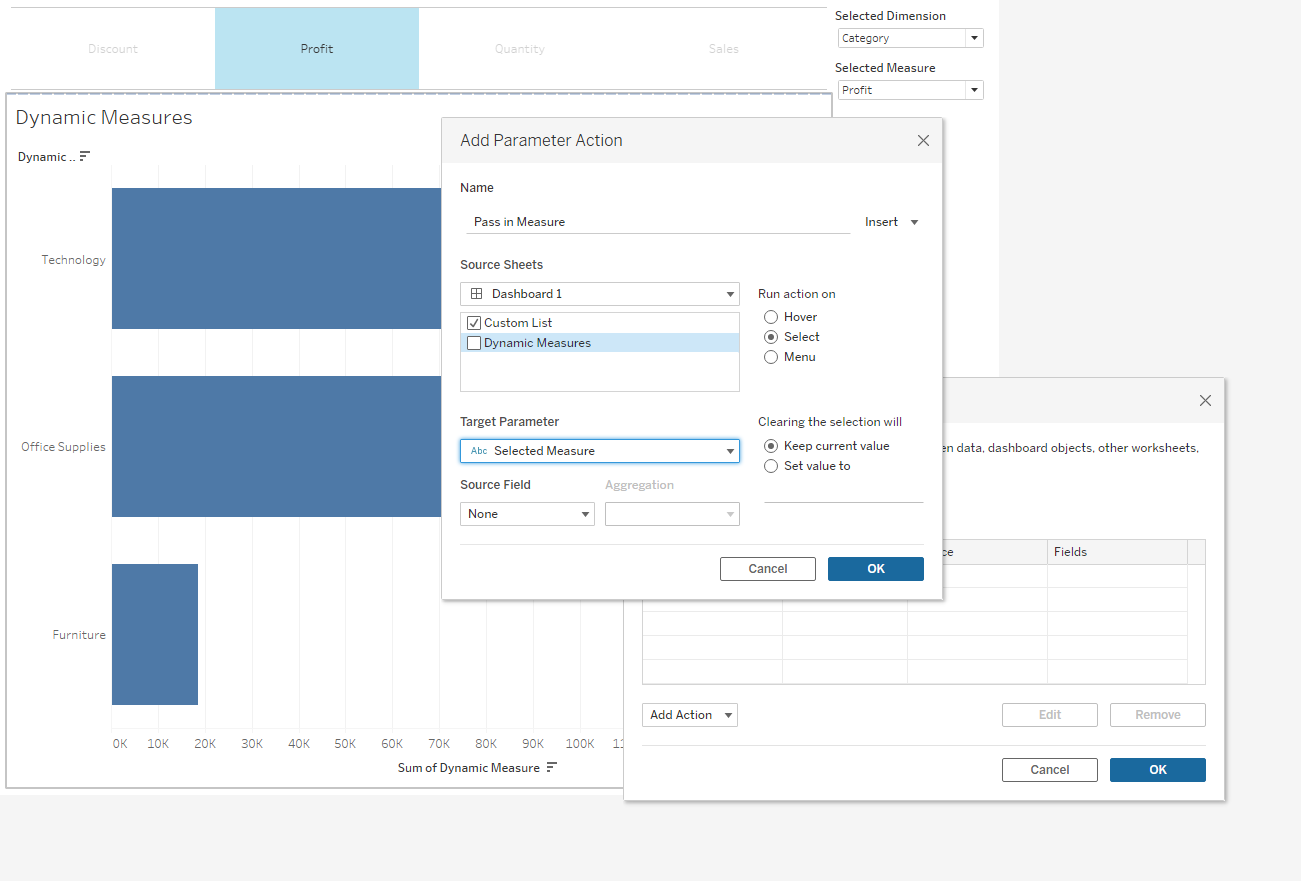 Discount
Profit
Quantity
Sales
Selected Dimension
Category
Selected Measure
Profit
Dynamic Measures
Dynamic ..
Technology
Office Supplies
Furniture
0K 10K 20K 30K 40K 50K 60K 70K 80K 90K 100K 11
Sum of Dynamic Measure
Add Parameter Action
Name
Pass in Measure
Insert
Source Sheets
Dashboard 1
Custom List
Dynamic Measures
Run action on
Hover
Select
Menu
Target Parameter
Abc Selected Measure
Source Field
Aggregation
None
Clearing the selection will
Keep current value
Set value to
Cancel
OK
en data, dashboard objects, other worksheets,
ce
Fields
Add Action
Edit
Remove
Cancel
OK